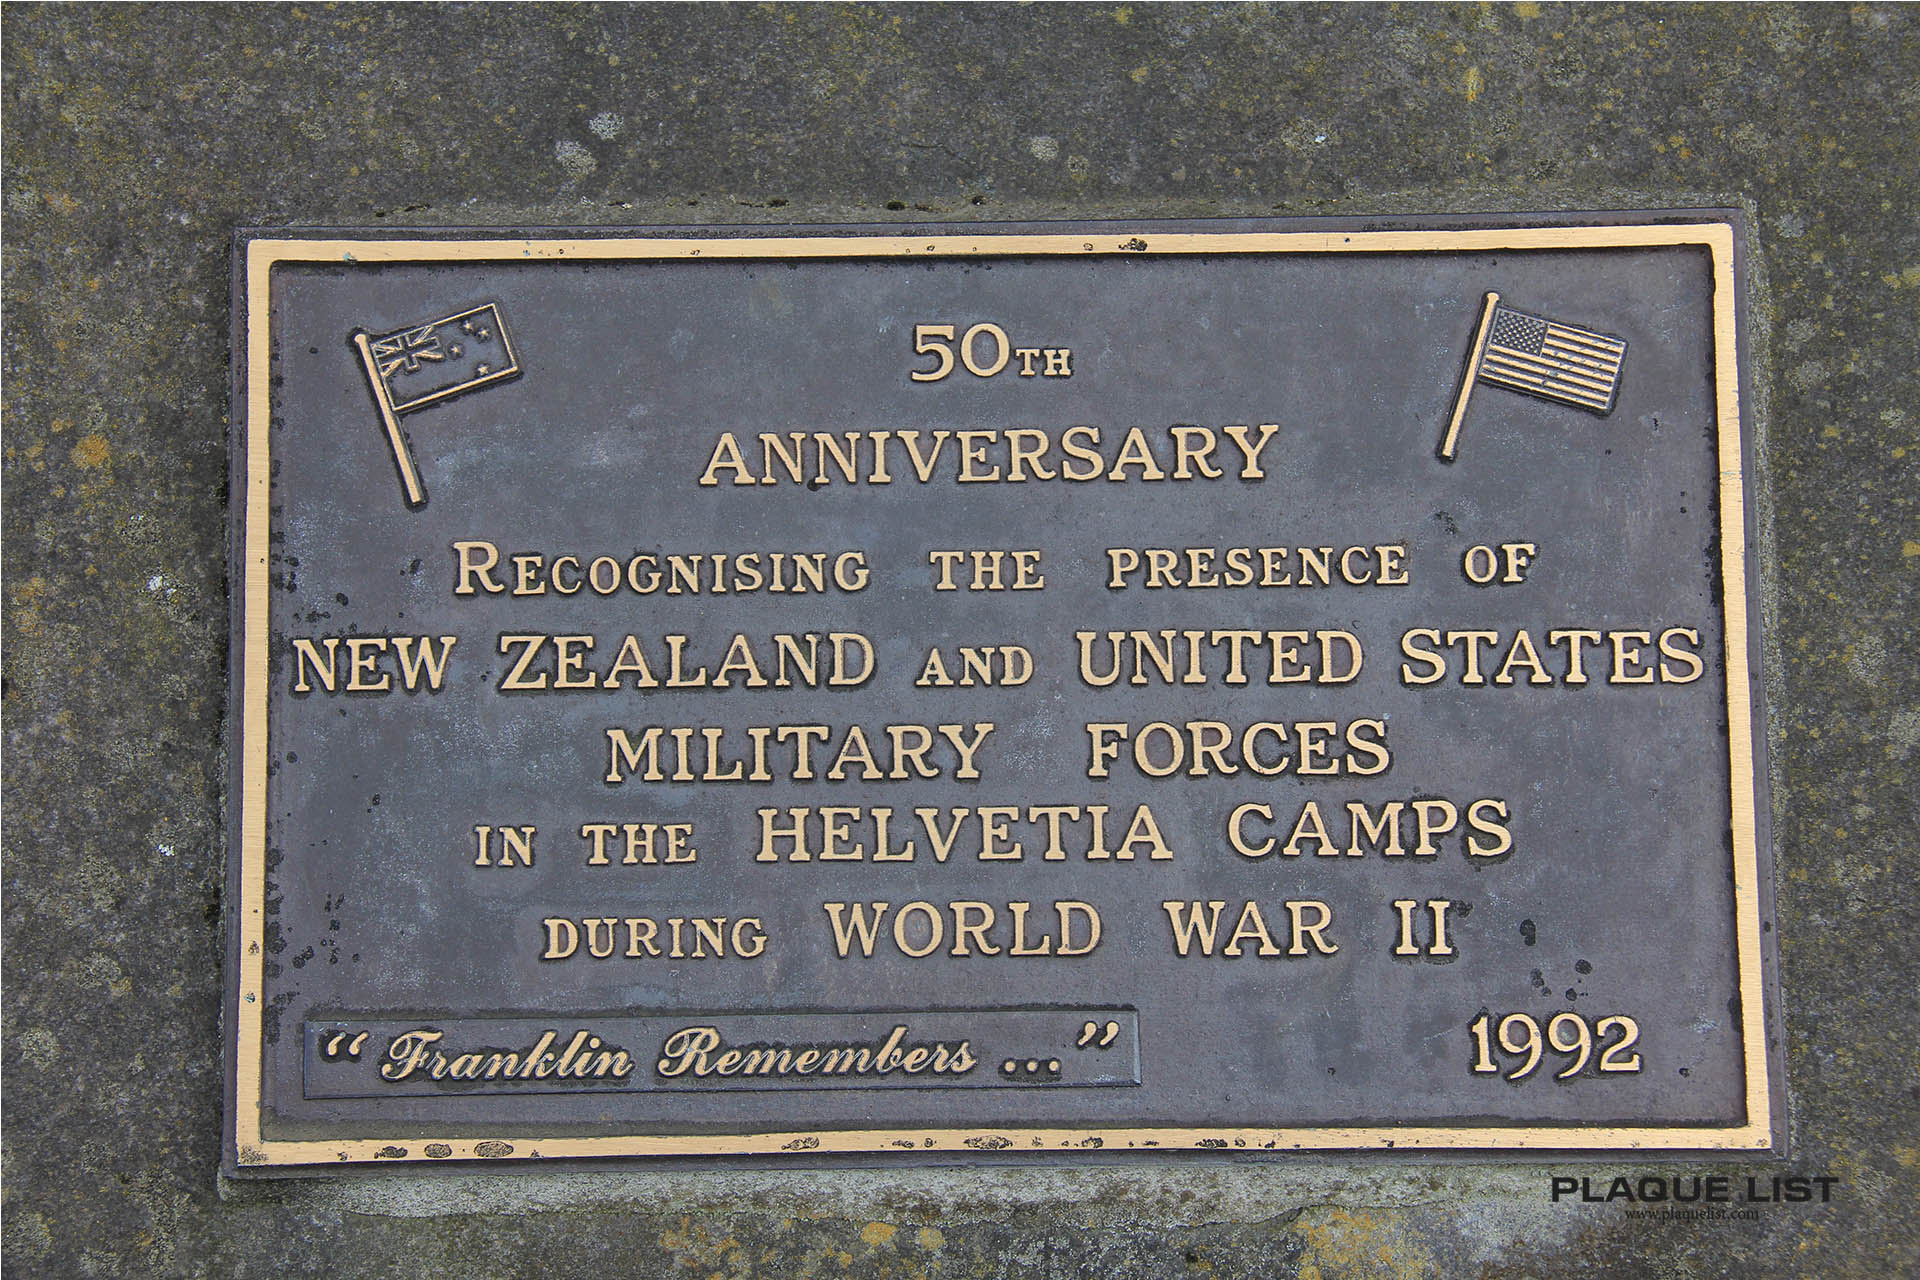 50TH
ANNIVERSARY
RECOGNISING THE PRESENCE OF
NEW ZEALAND AND UNITED STATES
MILITARY FORCES
IN THE HELVETIA CAMPS
DURING WORLD WAR II
"Franklin Remembers ..."
1992
PLAQUE LIST
www.plaquelist.com